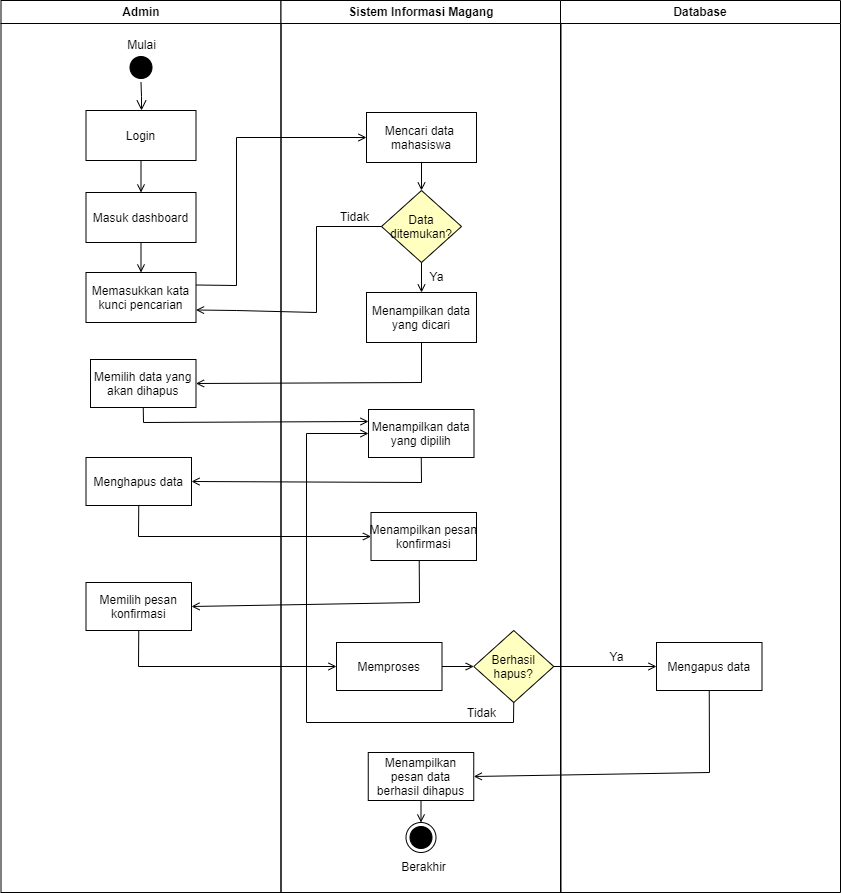 Admin
Sistem Informasi Magang
Database
Mulai
Login
Mencari data
mahasiswa
Masuk dashboard
Tidak
Data
ditemukan?
Ya
Memasukkan kata
kunci pencarian
Menampilkan data
yang dicari
Memilih data yang
akan dihapus
Menampilkan data
yang dipilih
Menghapus data
Menampilkan pesan
konfirmasi
Memilih pesan
konfirmasi
Memproses
Berhasil
hapus?
Ya
Mengapus data
Tidak
Menampilkan
pesan data
berhasil dihapus
Berakhir